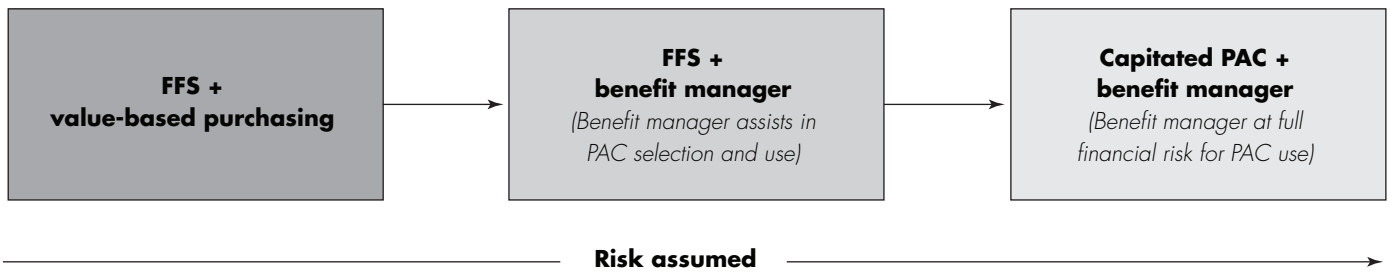 FFS +
value-based purchasing
FFS +
benefit manager
(Benefit manager assists in
PAC selection and use)
Capitated PAC +
benefit manager
(Benefit manager at full
financial risk for PAC use)
Risk assumed